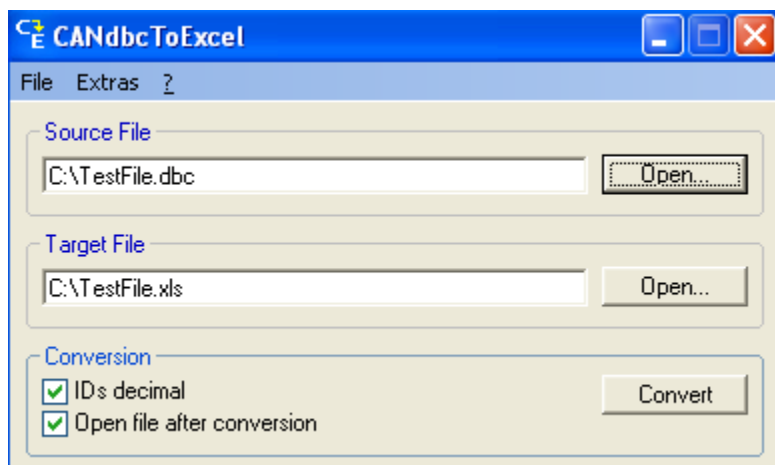 CANdbcToExcel
File Extras ?
Source File
C:\TestFile.dbc Open...
Target File
C:\TestFile.xls Open...
Conversion
IDs decimal
Convert
Open file after conversion